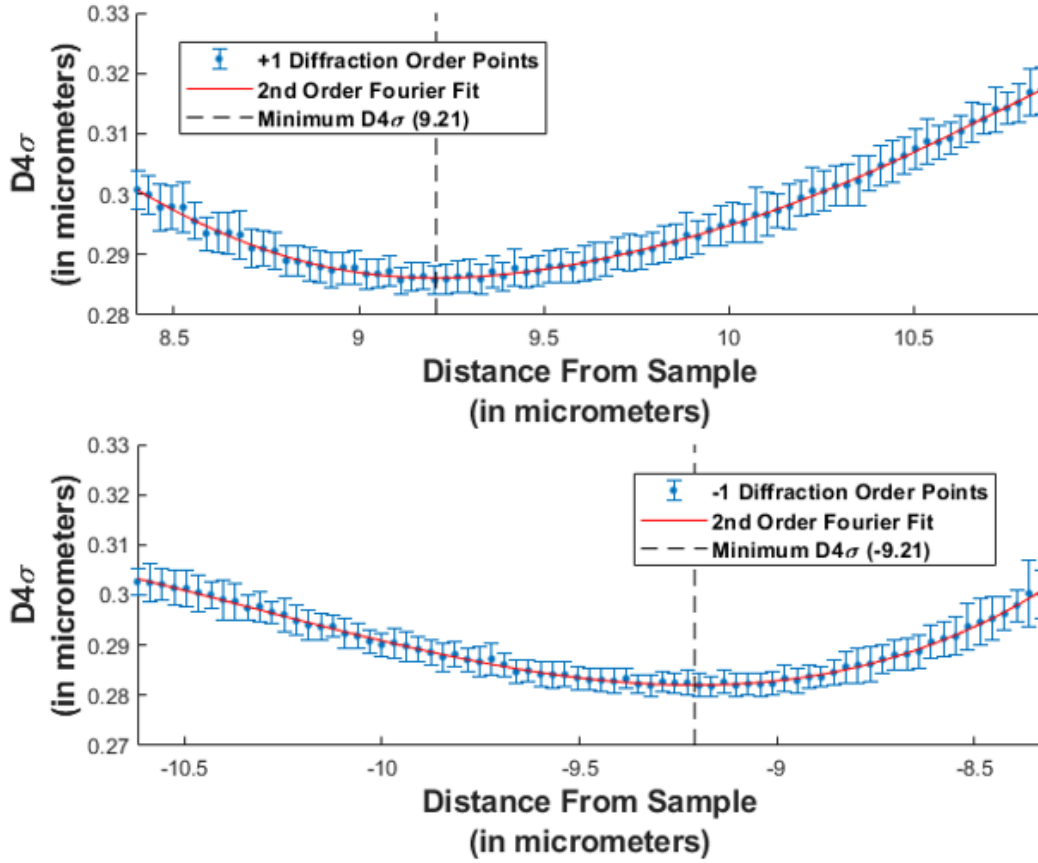 0.33
0.32
0.31
0.3
0.29
0.28
D4σ
(in micrometers)
+1 Diffraction Order Points
2nd Order Fourier Fit
Minimum D4σ (9.21)
8.5 9 9.5 10 10.5
Distance From Sample
(in micrometers)
0.33
0.32
0.31
0.3
0.29
0.28
0.27
D4σ
(in micrometers)
-1 Diffraction Order Points
2nd Order Fourier Fit
Minimum D4σ (-9.21)
-10.5 -10 -9.5 -9 -8.5
Distance From Sample
(in micrometers)